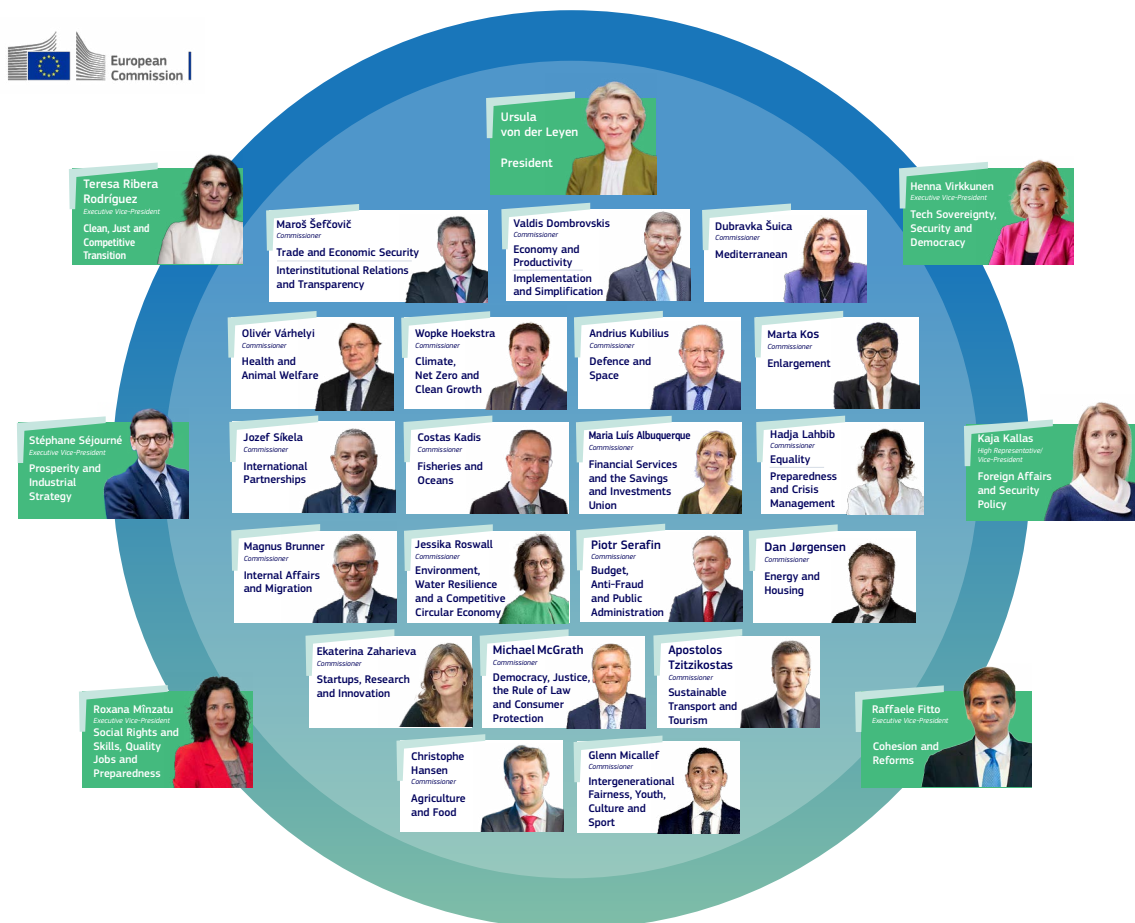 European
Commission
Ursula
von der Leyen
President
Teresa Ribera
Rodríguez
Executive Vice-President
Clean, Just and
Competitive
Transition
Henna Virkkunen
Executive Vice-President
Tech Sovereignty,
Security and
Democracy
Maroš Šefčovič
Commissioner
Trade and Economic Security
Interinstitutional Relations
and Transparency
Valdis Dombrovskis
Commissioner
Economy and
Productivity
Implementation
and Simplification
Dubravka Šuica
Commissioner
Mediterranean
Olivér Várhelyi
Commissioner
Health and
Animal Welfare
Wopke Hoekstra
Commissioner
Climate,
Net Zero and
Clean Growth
Andrius Kubilius
Commissioner
Defence and
Space
Marta Kos
Commissioner
Enlargement
Stéphane Séjourné
Executive Vice-President
Prosperity and
Industrial
Strategy
Jozef Síkela
Commissioner
International
Partnerships
Costas Kadis
Commissioner
Fisheries and
Oceans
Maria Luís Albuquerque
Commissioner
Financial Services
and the Savings
and Investments
Union
Hadja Lahbib
Commissioner
Equality
Preparedness
and Crisis
Management
Kaja Kallas
High Representative/
Vice-President
Foreign Affairs
and Security
Policy
Magnus Brunner
Commissioner
Internal Affairs
and Migration
Jessika Roswall
Commissioner
Environment,
Water Resilience
and a Competitive
Circular Economy
Piotr Serafin
Commissioner
Budget,
Anti-Fraud
and Public
Administration
Dan Jørgensen
Commissioner
Energy and
Housing
Ekaterina Zaharieva
Commissioner
Startups, Research
and Innovation
Michael McGrath
Commissioner
Democracy, Justice,
the Rule of Law
and Consumer
Protection
Apostolos
Tzitzikostas
Commissioner
Sustainable
Transport and
Tourism
Roxana Mînzatu
Executive Vice-President
Social Rights and
Skills, Quality
Jobs and
Preparedness
Raffaele Fitto
Executive Vice-President
Cohesion and
Reforms
Christophe
Hansen
Commissioner
Agriculture
and Food
Glenn Micallef
Commissioner
Intergenerational
Fairness, Youth,
Culture and
Sport